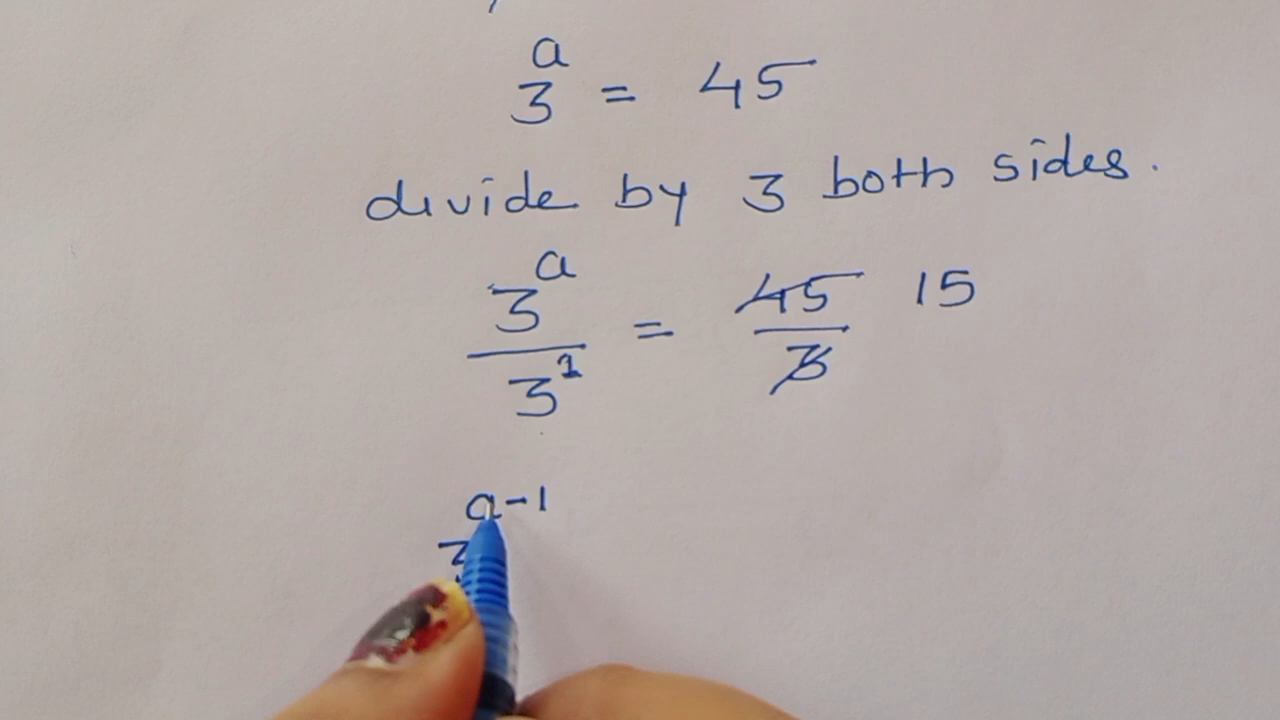 3^a = 45
divide by 3 both sides.
3^a / 3^1 = 45 / 3 15
3^a-1